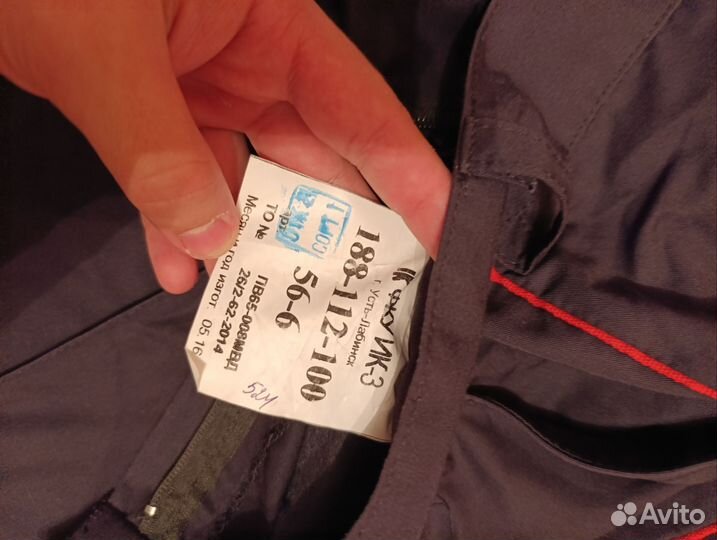 ФКУ ИК-3
г. Усть-Лабинск
188-112-100
56-6
ТО №
ПВ65-008МВД
26/2-62-2014
Месяц и год изгот. 05.16
Avito